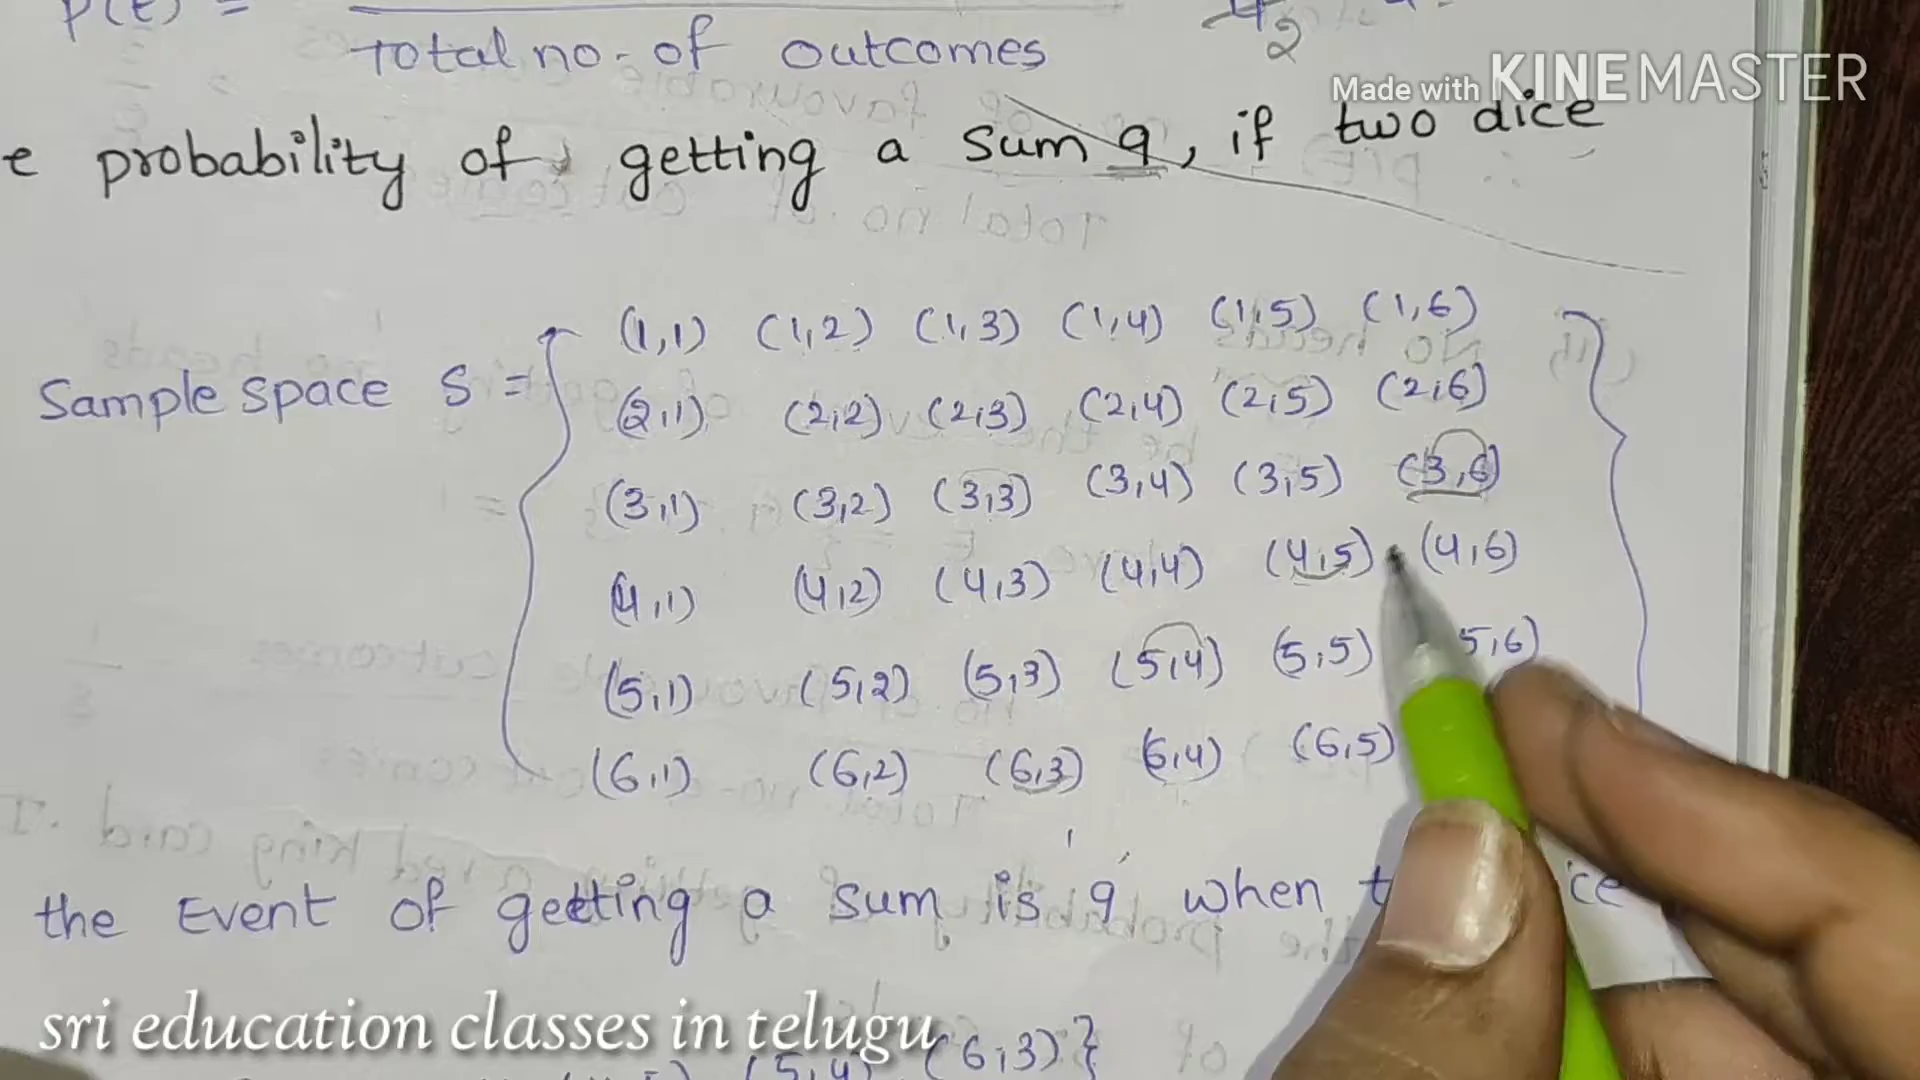 P(E) =
Total no. of outcomes
2
Made with KINEMASTER
e probability of getting a sum 9, if two dice
Sample space S =
(1,1) (1,2) (1,3) (1,4) (1,5) (1,6)
(2,1) (2,2) (2,3) (2,4) (2,5) (2,6)
(3,1) (3,2) (3,3) (3,4) (3,5) (3,6)
(4,1) (4,2) (4,3) (4,4) (4,5) (4,6)
(5,1) (5,2) (5,3) (5,4) (5,5) 5,6)
(6,1) (6,2) (6,3) (6,4) (6,5)
the Event of getting a sum is 9 when
sri education classes in telugu
(5,4) (6,3) }